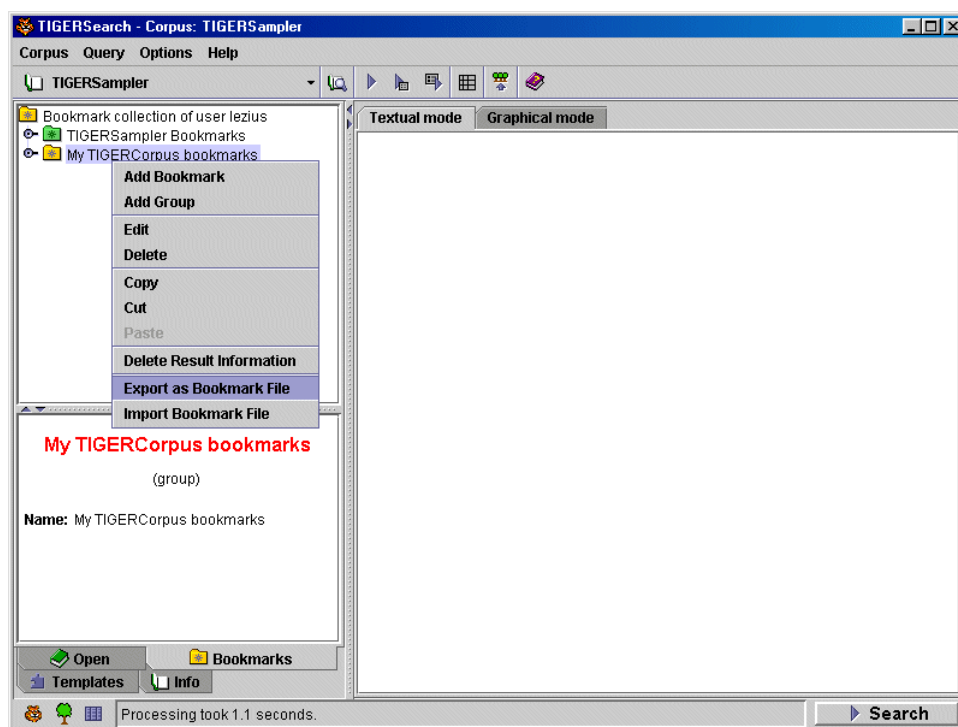 TIGERSearch - Corpus: TIGERSampler
Corpus Query Options Help
TIGERSampler
Bookmark collection of user lezius
TIGERSampler Bookmarks
My TIGERCorpus bookmarks
Add Bookmark
Add Group
Edit
Delete
Copy
Cut
Paste
Delete Result Information
Export as Bookmark File
Import Bookmark File
My TIGERCorpus bookmarks
(group)
Name: My TIGERCorpus bookmarks
Open Bookmarks
Templates Info
Textual mode Graphical mode
Processing took 1.1 seconds.
Search